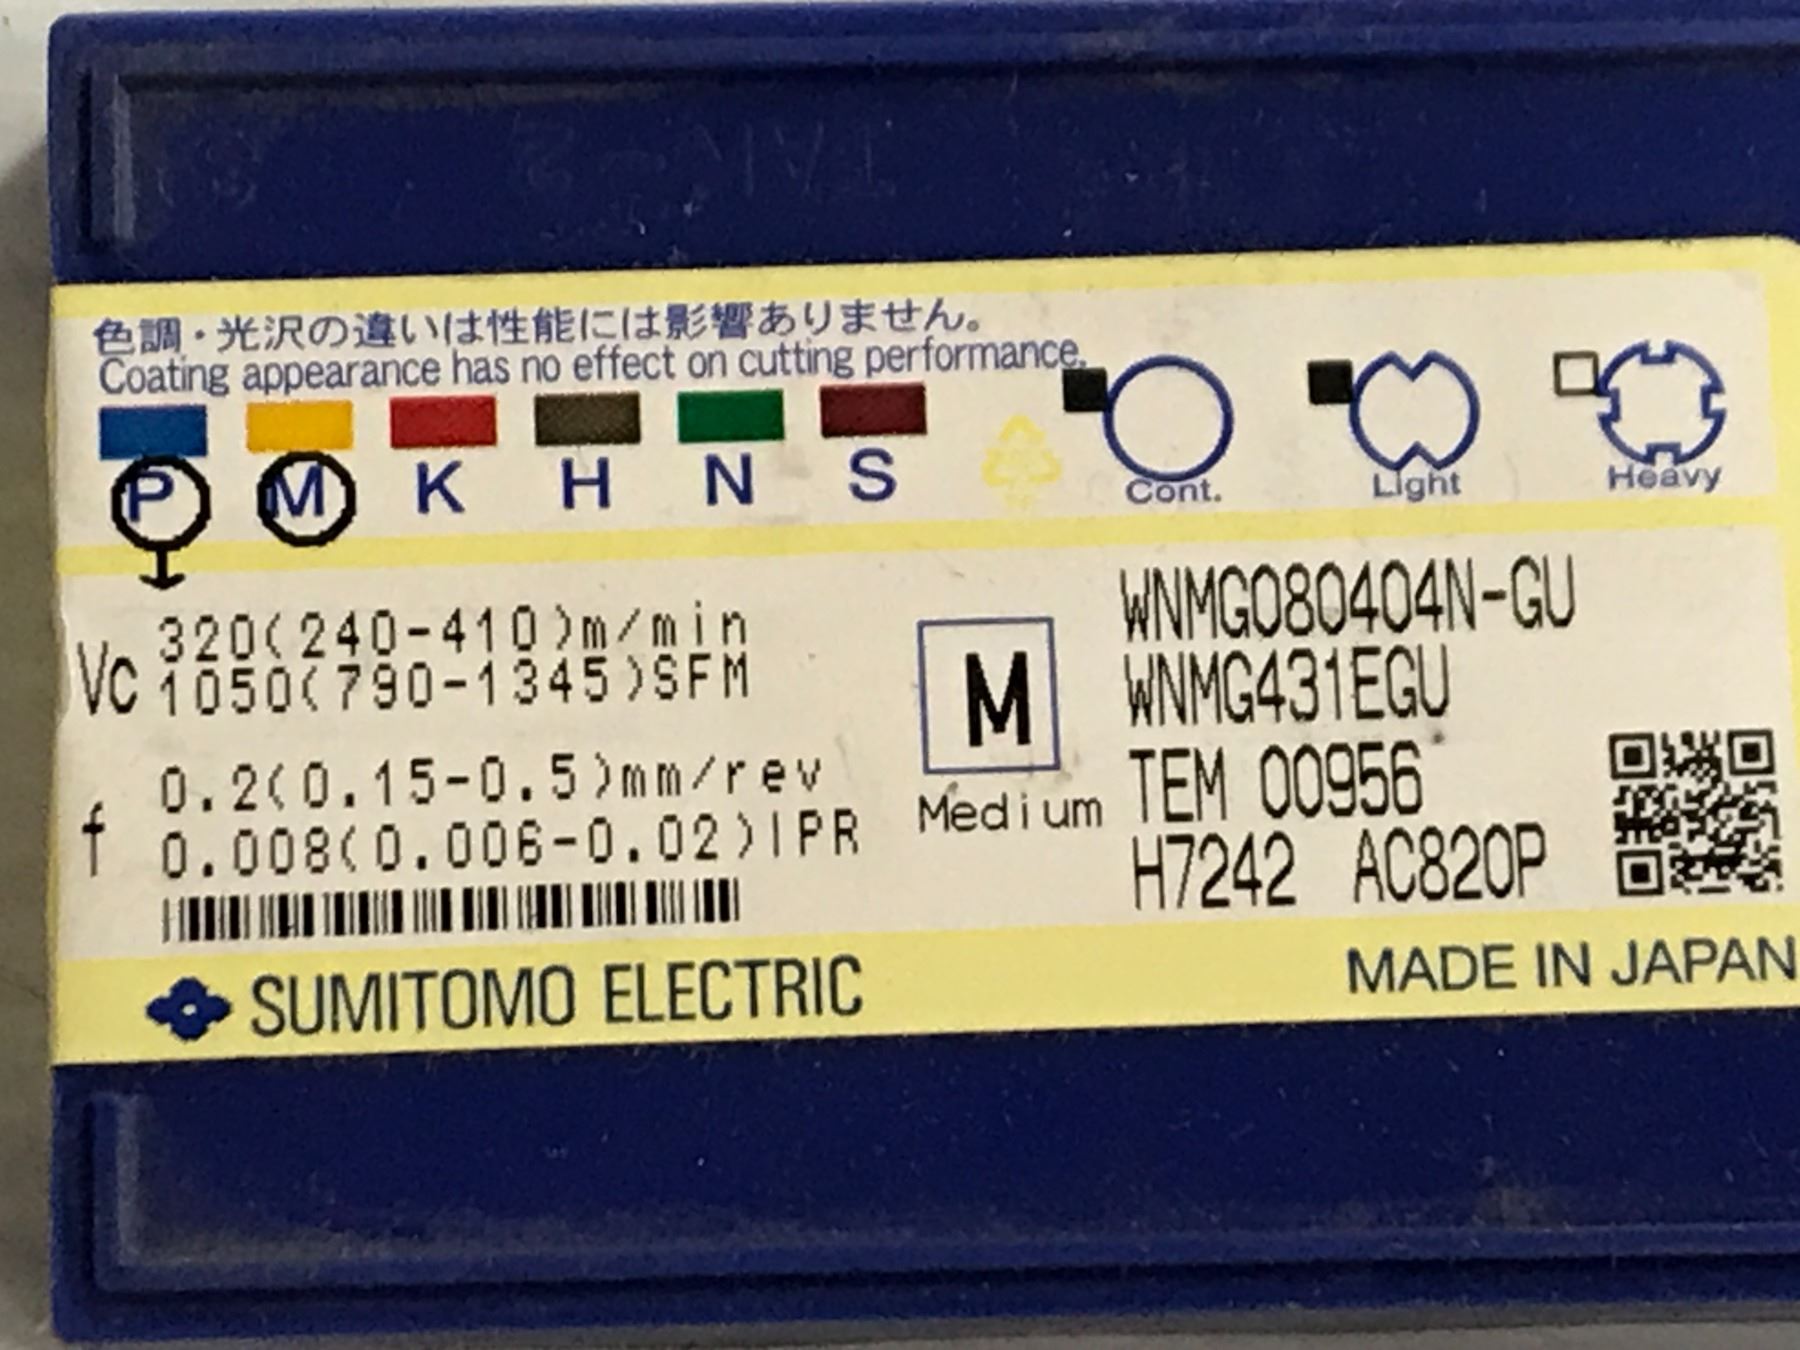 色調・光沢の違いは性能には影響ありません。
Coating appearance has no effect on cutting performance.
P M K H N S
Cont. Light Heavy
Vc 320(240-410)m/min
1050(790-1345)SFM
f 0.2(0.15-0.5)mm/rev
0.008(0.006-0.02)IPR
M
Medium
WNMG080404N-GU
WNMG431EGU
TEM 00956
H7242 AC820P
SUMITOMO ELECTRIC
MADE IN JAPAN